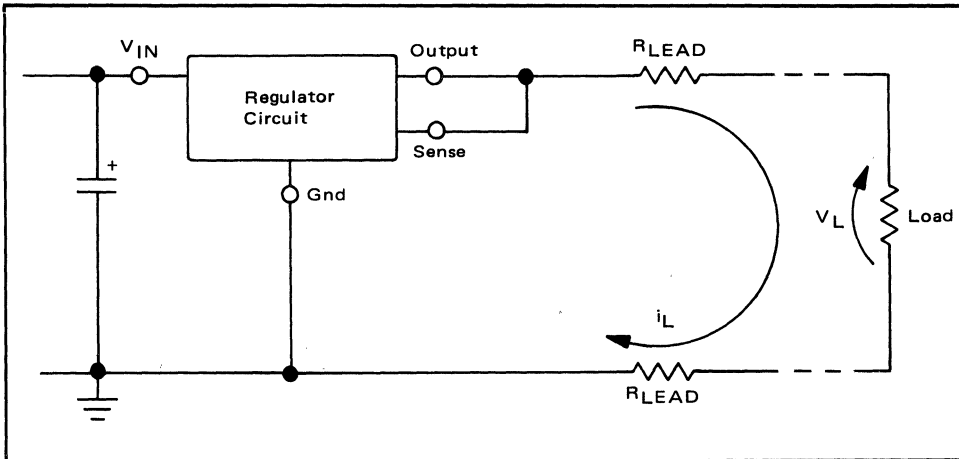 VIN
Output
RLEAD
Regulator
Circuit
Sense
+
Gnd
VL
Load
iL
RLEAD